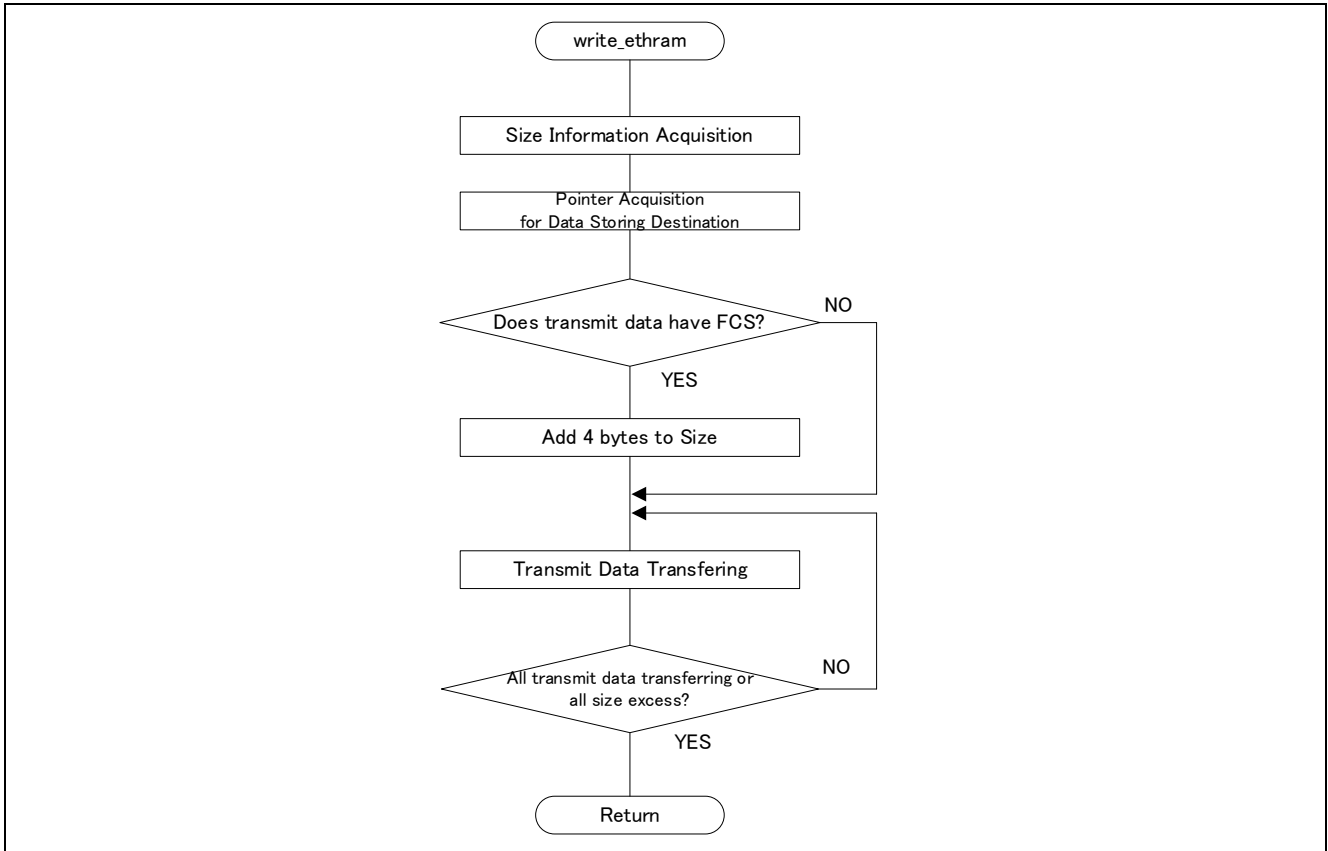 write_ethram
Size Information Acquisition
Pointer Acquisition
for Data Storing Destination
Does transmit data have FCS?
NO
YES
Add 4 bytes to Size
Transmit Data Transfering
All transmit data transferring or
all size excess?
NO
YES
Return